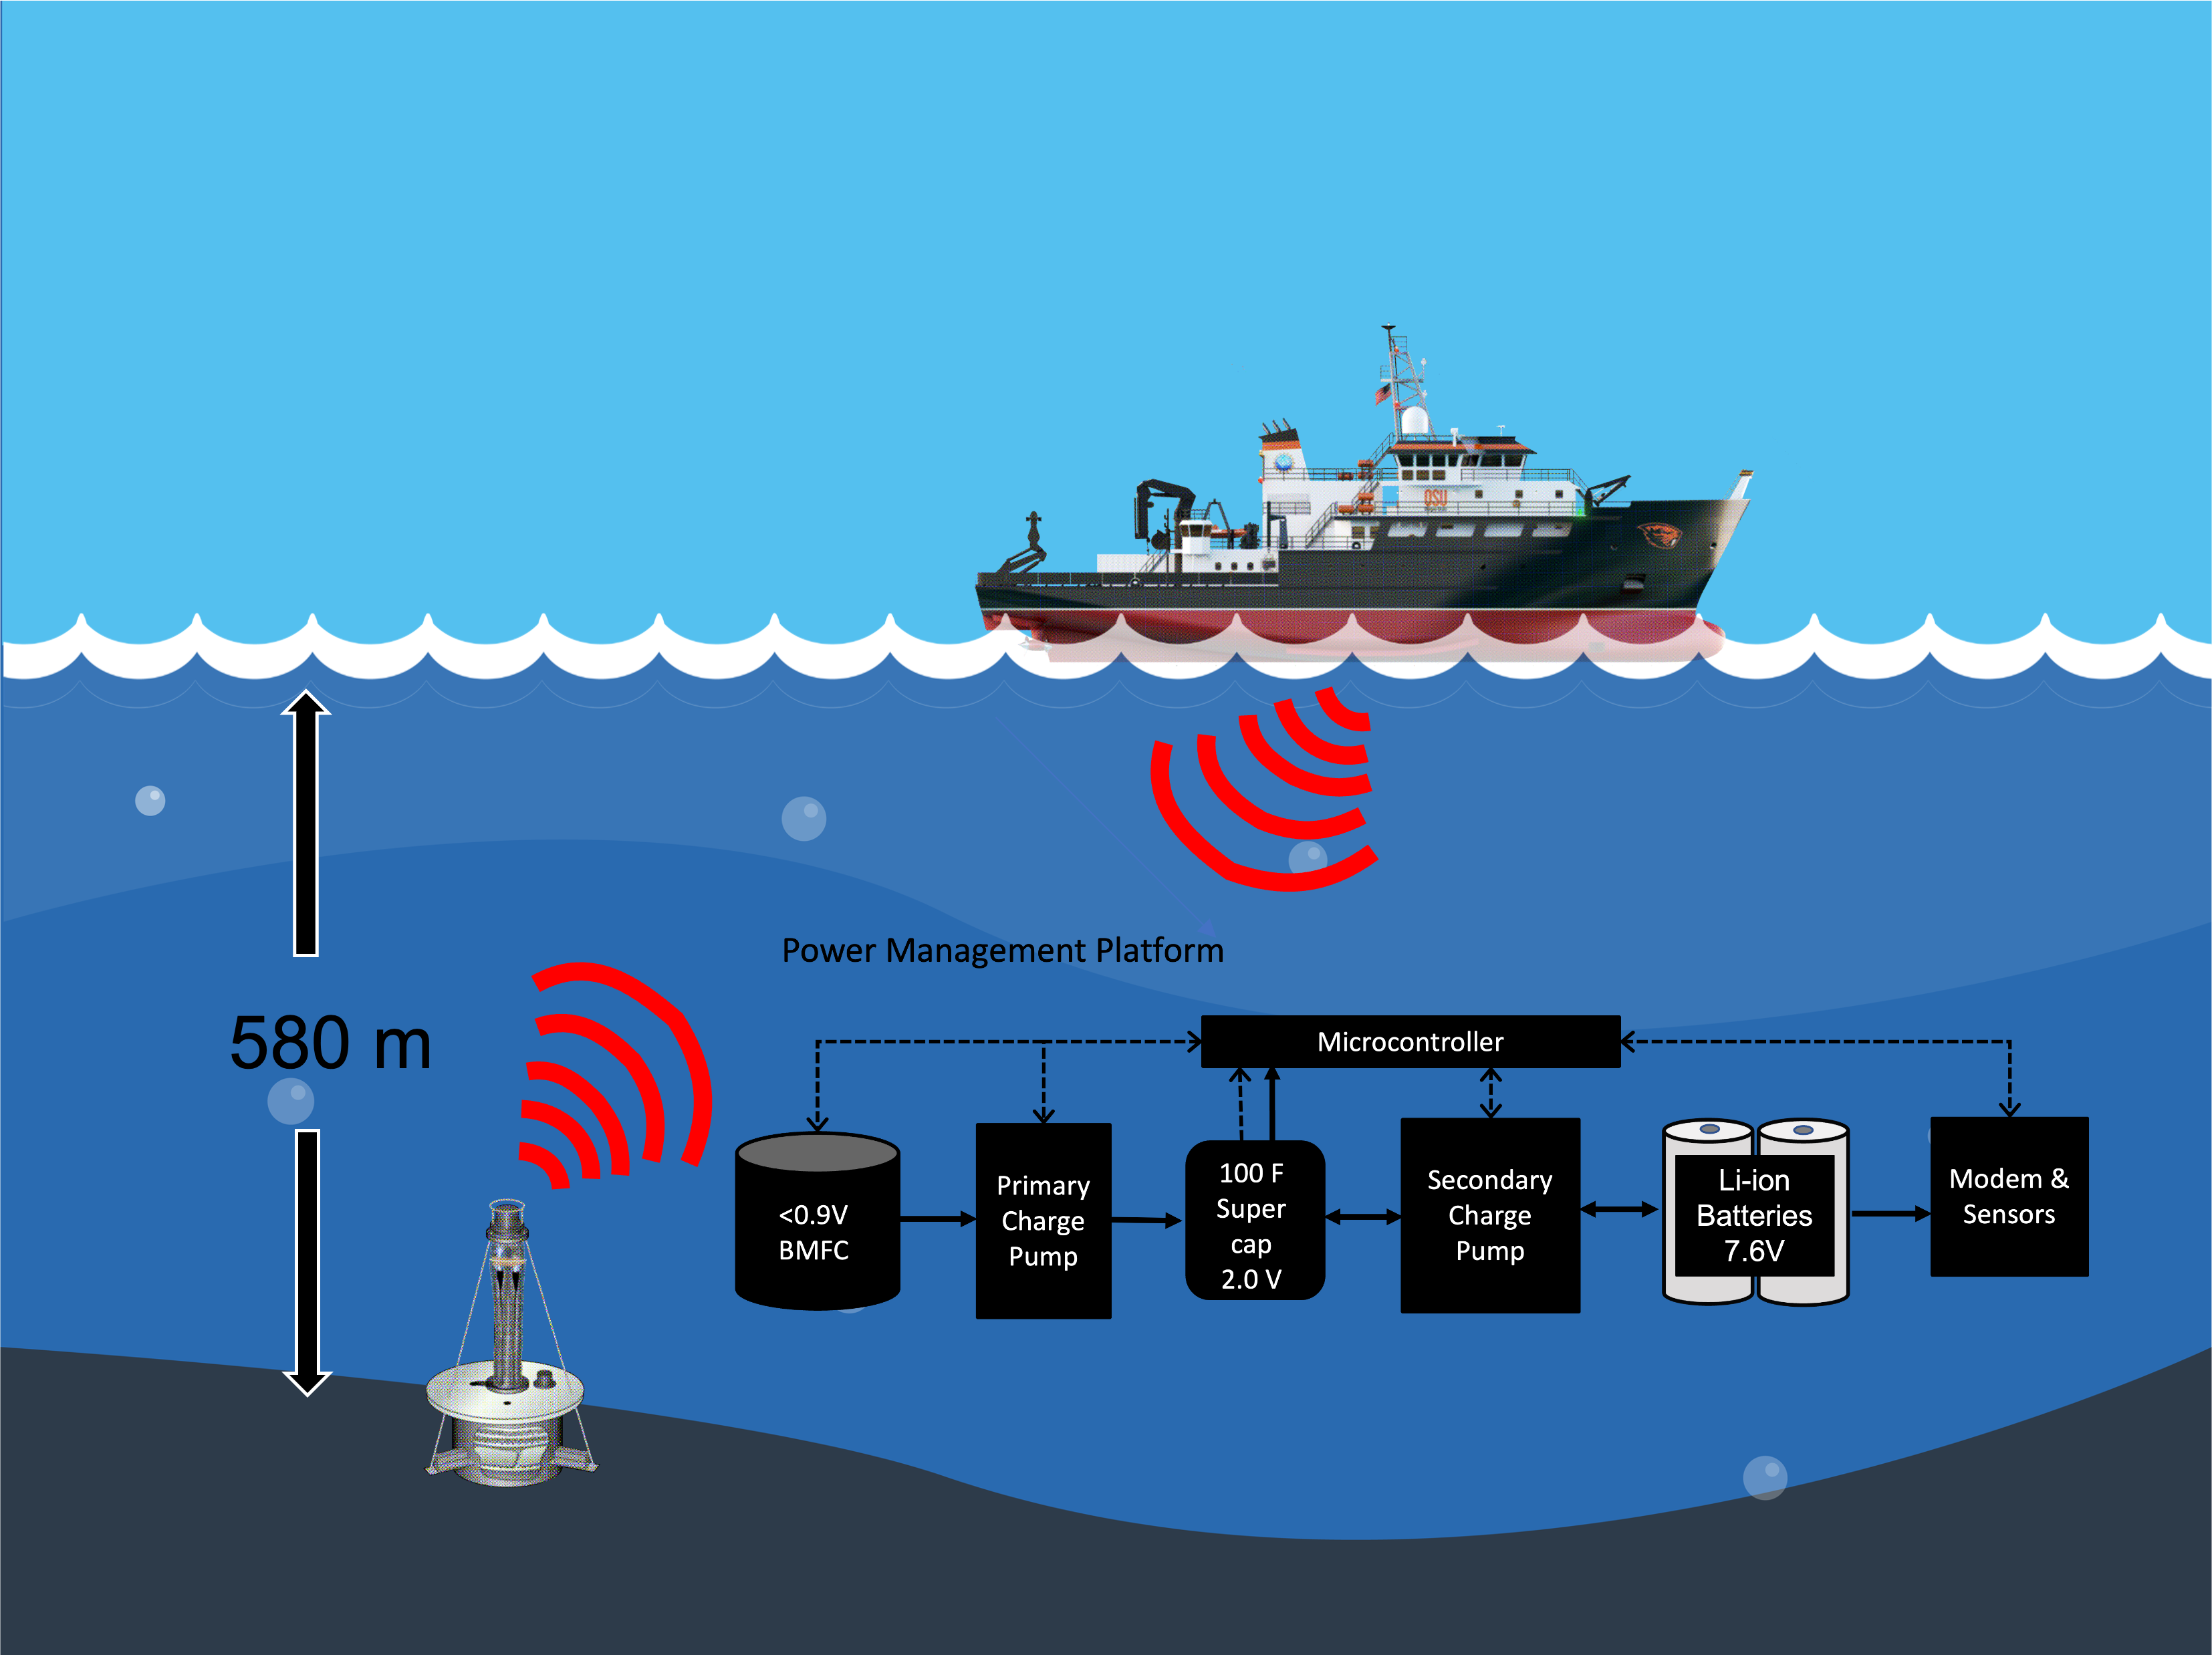 OSU
Power Management Platform
580 m
Microcontroller
<0.9V
BMFC
Primary
Charge
Pump
100 F
Super
cap
2.0 V
Secondary
Charge
Pump
Li-ion
Batteries
7.6V
Modem &
Sensors